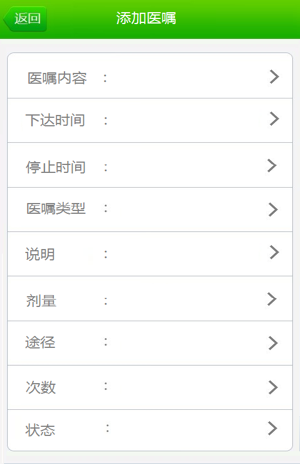 返回 添加医嘱
医嘱内容 :
下达时间 :
停止时间 :
医嘱类型 :
说明 :
剂量 :
途径 :
次数 :
状态 :